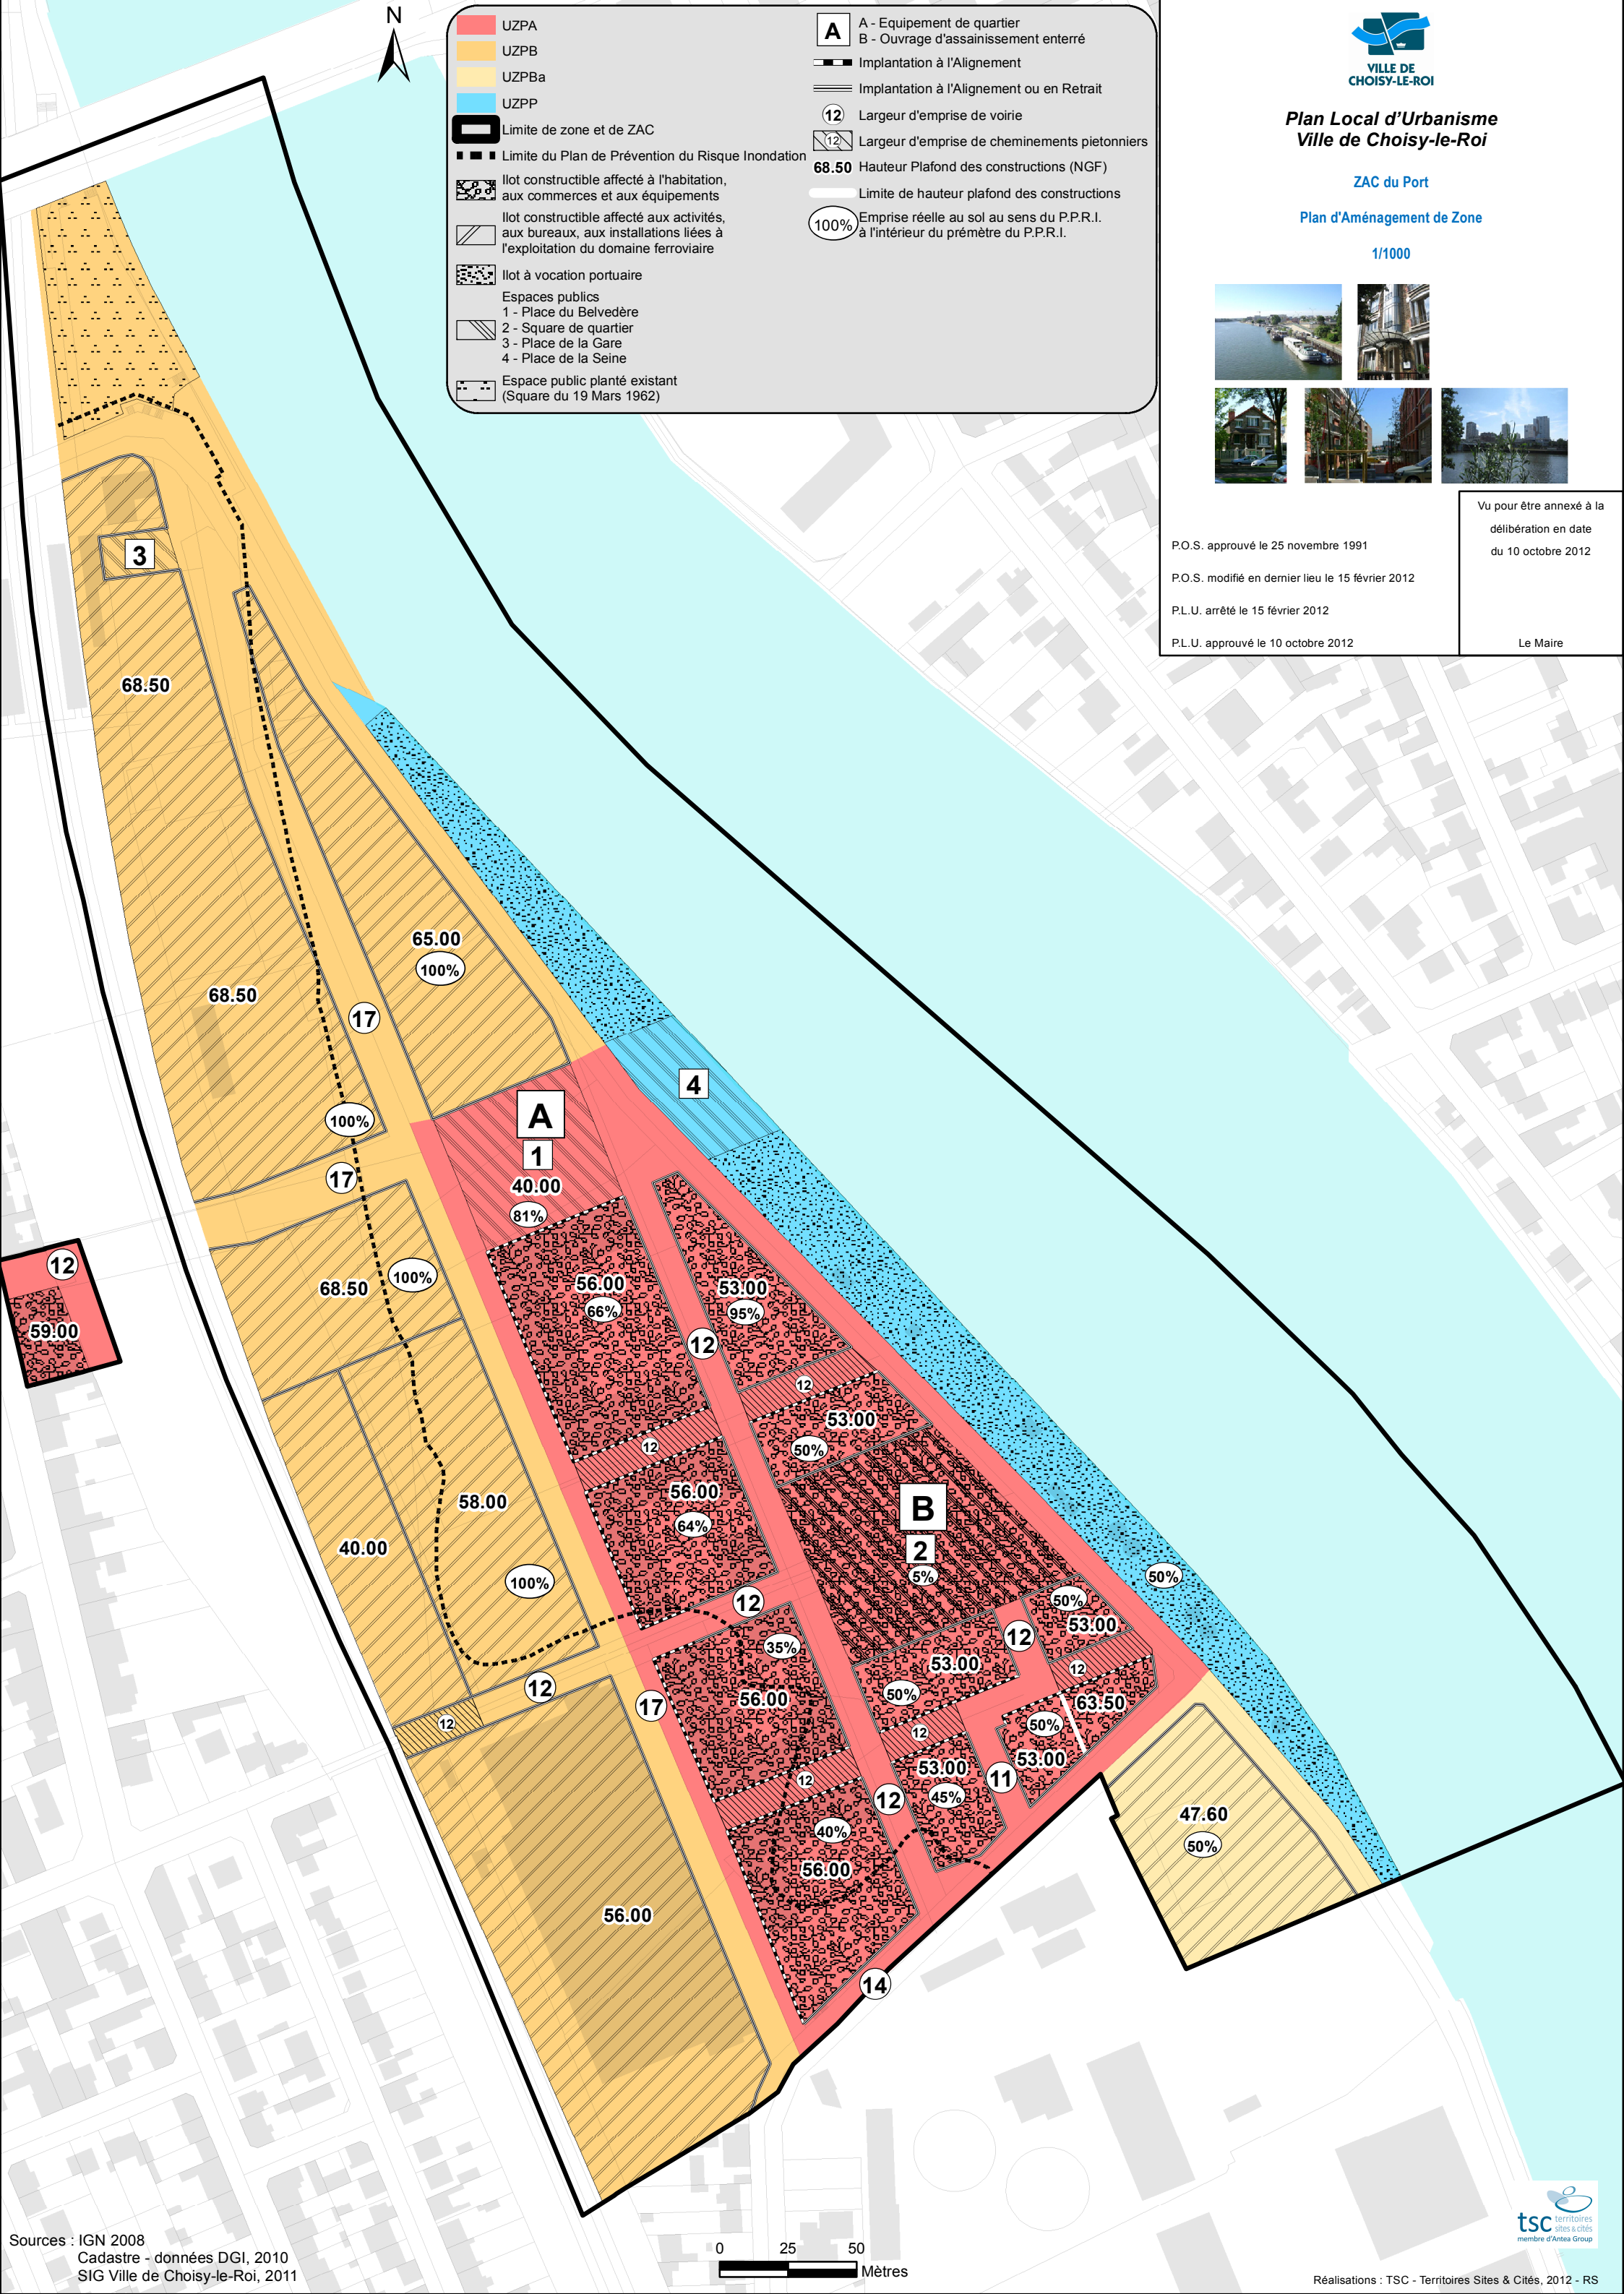 N
UZPA
UZPB
UZPBa
UZPP
Limite de zone et de ZAC
Limite du Plan de Prévention du Risque Inondation
Ilot constructible affecté à l'habitation,
aux commerces et aux équipements
Ilot constructible affecté aux activités,
aux bureaux, aux installations liées à
l'exploitation du domaine ferroviaire
Ilot à vocation portuaire
Espaces publics
1 - Place du Belvedère
2 - Square de quartier
3 - Place de la Gare
4 - Place de la Seine
Espace public planté existant
(Square du 19 Mars 1962)
A
A - Equipement de quartier
B - Ouvrage d'assainissement enterré
Implantation à l'Alignement
Implantation à l'Alignement ou en Retrait
12 Largeur d'emprise de voirie
12 Largeur d'emprise de cheminements pietonniers
68.50 Hauteur Plafond des constructions (NGF)
Limite de hauteur plafond des constructions
100% Emprise réelle au sol au sens du P.P.R.I.
à l'intérieur du prémètre du P.P.R.I.
VILLE DE
CHOISY-LE-ROI
Plan Local d'Urbanisme
Ville de Choisy-le-Roi
ZAC du Port
Plan d'Aménagement de Zone
1/1000
P.O.S. approuvé le 25 novembre 1991
P.O.S. modifié en dernier lieu le 15 février 2012
P.L.U. arrêté le 15 février 2012
P.L.U. approuvé le 10 octobre 2012
Vu pour être annexé à la
délibération en date
du 10 octobre 2012
Le Maire
3
68.50
65.00
100%
68.50
17
4
A
1
40.00
81%
100%
17
12
59.00
68.50
100%
56.00
66%
53.00
95%
12
12
53.00
50%
12
56.00
64%
58.00
40.00
100%
B
2
5%
50%
50%
53.00
12
12
35%
56.00
53.00
50%
12
63.50
50%
53.00
12
17
12
12
53.00
45%
11
12
12
40%
56.00
47.60
50%
56.00
14
Sources : IGN 2008
Cadastre - données DGI, 2010
SIG Ville de Choisy-le-Roi, 2011
0 25 50
Mètres
tsc territoires
sites & cités
membre d'Antea Group
Réalisations : TSC - Territoires Sites & Cités, 2012 - RS